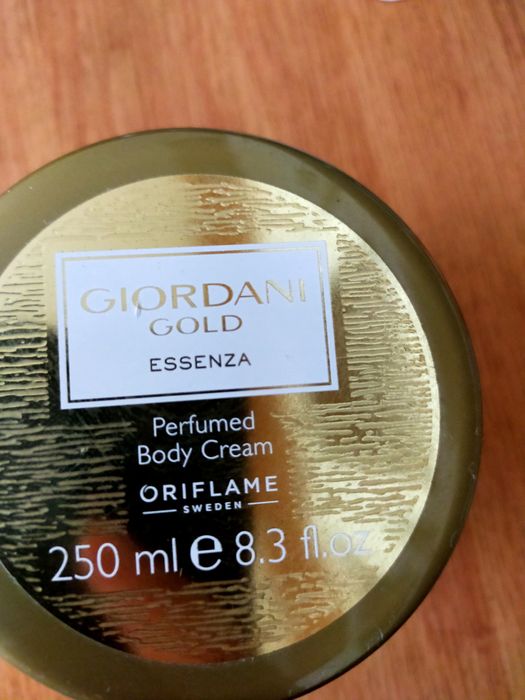 GIORDANI
GOLD
ESSENZA
Perfumed
Body Cream
ORIFLAME
SWEDEN
250 ml ℮ 8.3 fl.oz